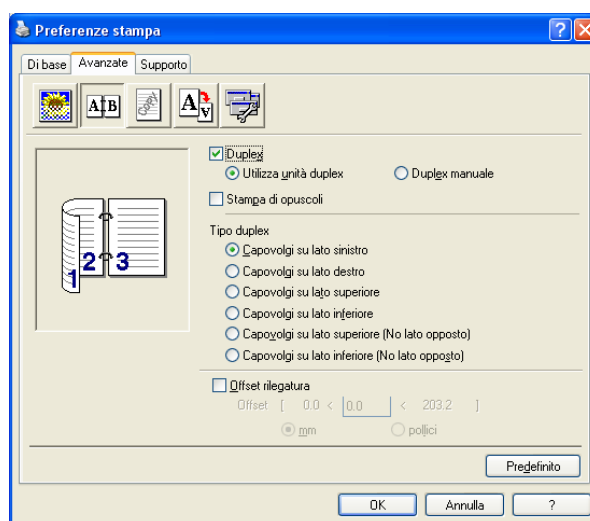 Preferenze stampa
Di base Avanzate Supporto
A B A A
Duplex
Utilizza unità duplex Duplex manuale
Stampa di opuscoli
Tipo duplex
Capovolgi su lato sinistro
Capovolgi su lato destro
Capovolgi su lato superiore
Capovolgi su lato inferiore
Capovolgi su lato superiore (No lato opposto)
Capovolgi su lato inferiore (No lato opposto)
1 2 3
Offset rilegatura
Offset [ 0.0 < 0.0 < 203.2 ]
mm pollici
Predefinito
OK Annulla ?